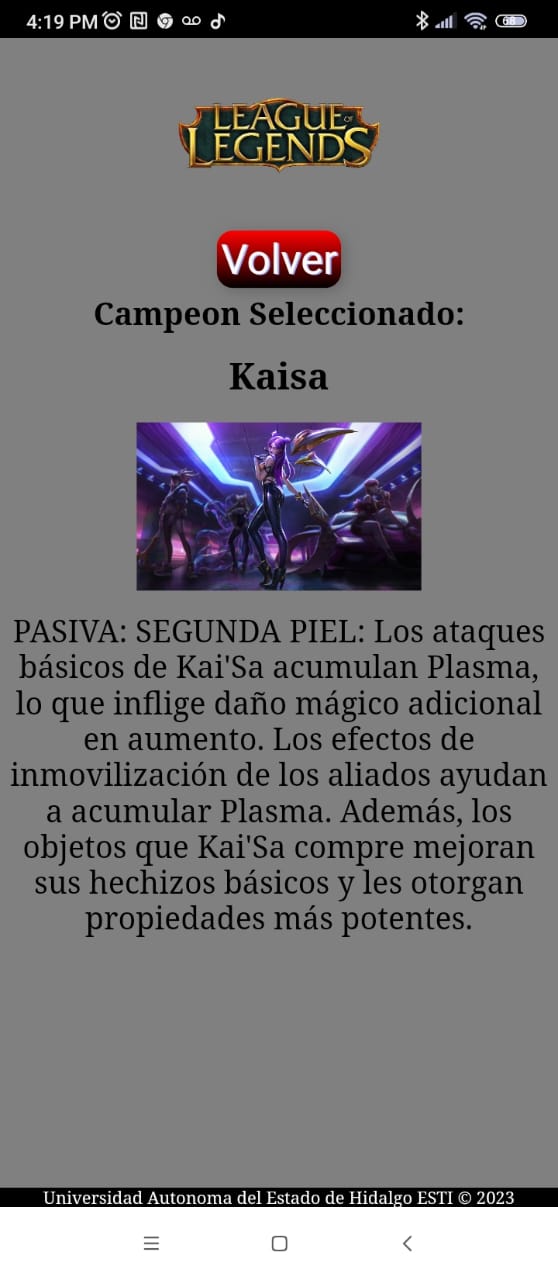 4:19 PM
68
LEAGUE OF
LEGENDS
Volver
Campeon Seleccionado:
Kaisa
PASIVA: SEGUNDA PIEL: Los ataques
básicos de Kai'Sa acumulan Plasma,
lo que inflige daño mágico adicional
en aumento. Los efectos de
inmovilización de los aliados ayudan
a acumular Plasma. Además, los
objetos que Kai'Sa compre mejoran
sus hechizos básicos y les otorgan
propiedades más potentes.
Universidad Autonoma del Estado de Hidalgo ESTI © 2023